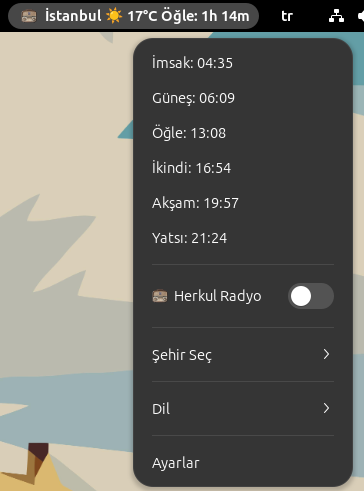 📻 İstanbul ☀️ 17°C Öğle: 1h 14m tr
İmsak: 04:35
Güneş: 06:09
Öğle: 13:08
İkindi: 16:54
Akşam: 19:57
Yatsı: 21:24
📻 Herkul Radyo
Şehir Seç
Dil
Ayarlar